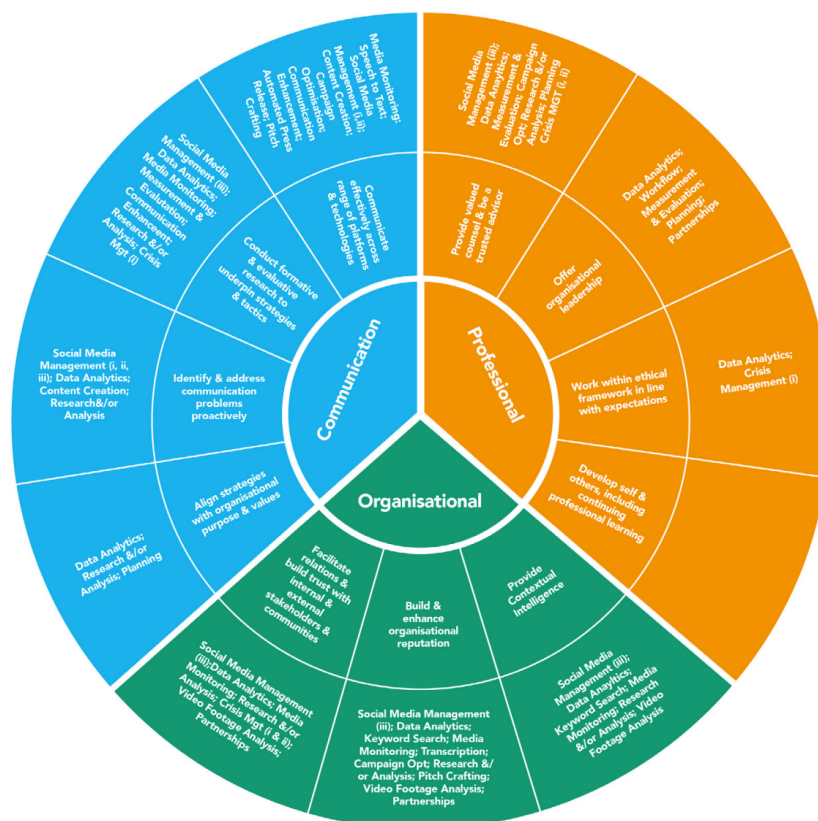 Media Monitoring;
Speech to Text;
Social Media
Management (i,ii);
Content Creation;
Campaign
Optimisation;
Communication
Enhancement;
Automated Press
Release; Pitch
Crafting
Social Media
Management (iii);
Data Analytics;
Measurement &
Evaluation; Campaign
Opt; Research &/or
Analysis; Planning
Crisis MGT (i, ii)
Social Media
Management (iii);
Data Analytics;
Media Monitoring;
Measurement &
Evalutation;
Communication
Enhanceent;
Research &/or
Analysis; Crisis
Mgt (i)
Data Analytics;
Workflow;
Measurement
& Evaluation;
Planning;
Partnerships
Communicate
effectively across
range of platforms
& technologies
Provide valued
counsel & be a
trusted advisor
Conduct formative
& evaluative
research to
underpin strategies
& tactics
Offer
organisational
leadership
Communication
Professional
Social Media
Management (i, ii,
iii); Data Analytics;
Content Creation;
Research&/or
Analysis
Identify & address
communication
problems
proactively
Work within ethical
framework in line
with expectations
Data Analytics;
Crisis
Management (i)
Align strategies
with organisational
purpose & values
Organisational
Develop self &
others, including
continuing
professional learning
Data Analytics;
Research &/or
Analysis; Planning
Facilitate
relations &
build trust with
internal &
external
stakeholders &
communities
Build &
enhance
organisational
reputation
Provide
Contextual
Intelligence
Social Media Management
(iii);Data Analytics; Media
Monitoring; Research &/or
Analysis; Crisis Mgt (i & ii);
Video Footage Analysis;
Partnerships
Social Media Management
(iii); Data Analytics;
Keyword Search; Media
Monitoring; Transcription;
Campaign Opt; Research &/
or Analysis; Pitch Crafting;
Video Footage Analysis;
Partnerships
Social Media
Management (iii);
Data Anayltics;
Keyword Search; Media
Monitoring; Research
&/or Analysis; Video
Footage Analysis